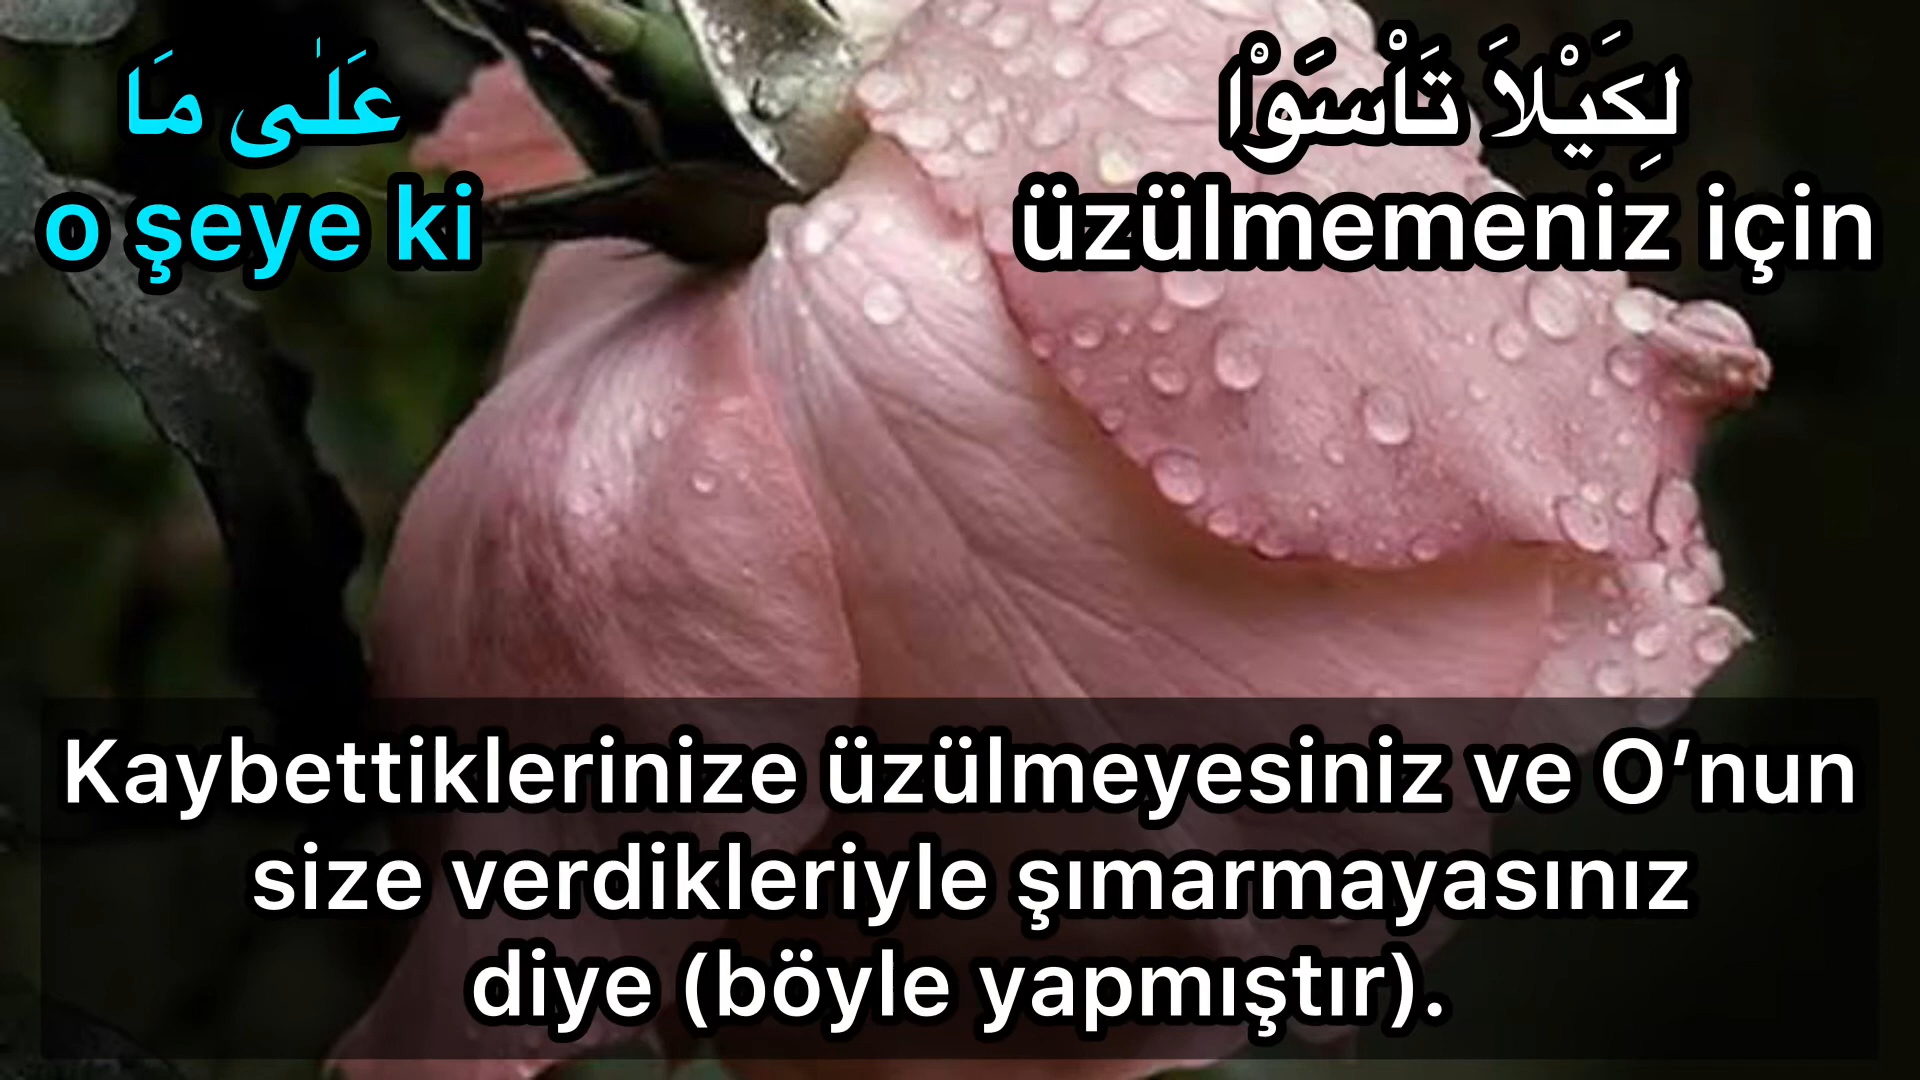 لِكَيْلاَ تَاْسَوْا عَلٰى مَا
üzülmemeniz için o şeye ki
Kaybettiklerinize üzülmeyesiniz ve O’nun
size verdikleriyle şımarmayasınız
diye (böyle yapmıştır).